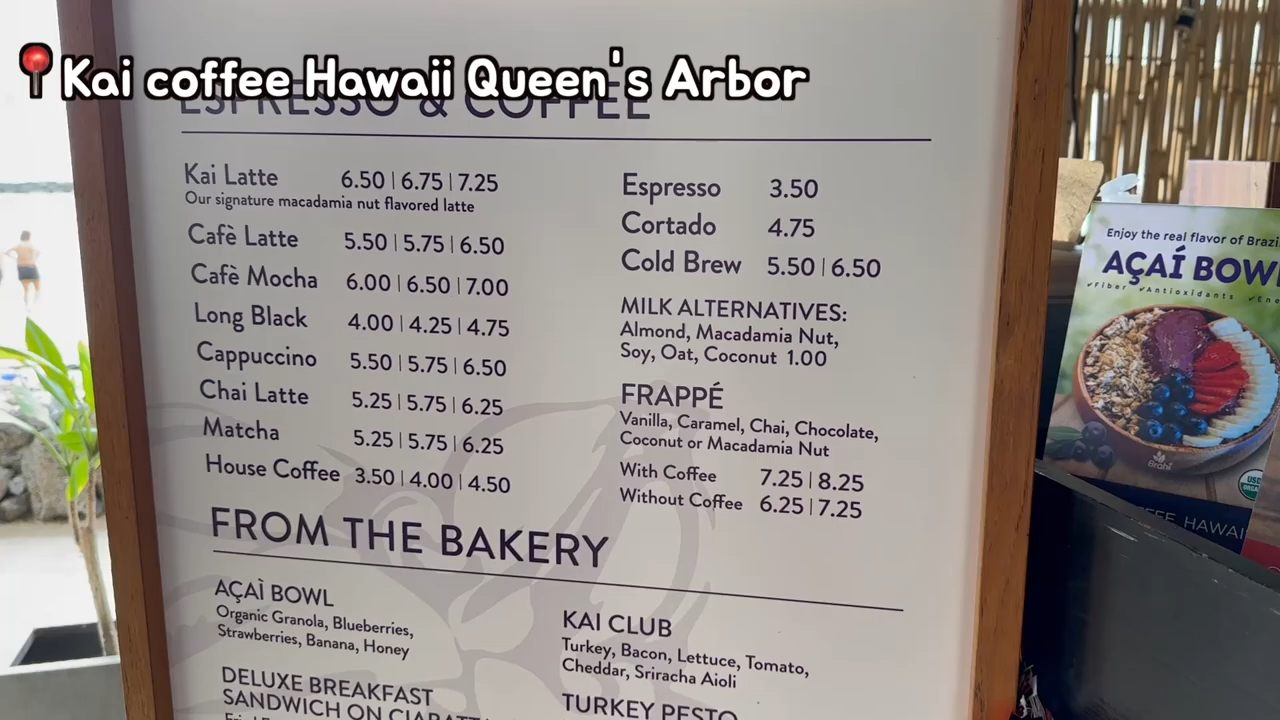 Kai coffee Hawaii Queen's Arbor
ESPRESSO & COFFEE
Kai Latte 6.50 | 6.75 | 7.25
Our signature macadamia nut flavored latte
Cafè Latte 5.50 | 5.75 | 6.50
Cafè Mocha 6.00 | 6.50 | 7.00
Long Black 4.00 | 4.25 | 4.75
Cappuccino 5.50 | 5.75 | 6.50
Chai Latte 5.25 | 5.75 | 6.25
Matcha 5.25 | 5.75 | 6.25
House Coffee 3.50 | 4.00 | 4.50
Espresso 3.50
Cortado 4.75
Cold Brew 5.50 | 6.50
MILK ALTERNATIVES:
Almond, Macadamia Nut,
Soy, Oat, Coconut 1.00
FRAPPÉ
Vanilla, Caramel, Chai, Chocolate,
Coconut or Macadamia Nut
With Coffee 7.25 | 8.25
Without Coffee 6.25 | 7.25
FROM THE BAKERY
AÇAÌ BOWL
Organic Granola, Blueberries,
Strawberries, Banana, Honey
DELUXE BREAKFAST
SANDWICH ON
KAI CLUB
Turkey, Bacon, Lettuce, Tomato,
Cheddar, Sriracha Aioli
TURKEY PESTO
Enjoy the real flavor of
AÇAÍ
Fiber Antioxidants
Brahi
HAWAI